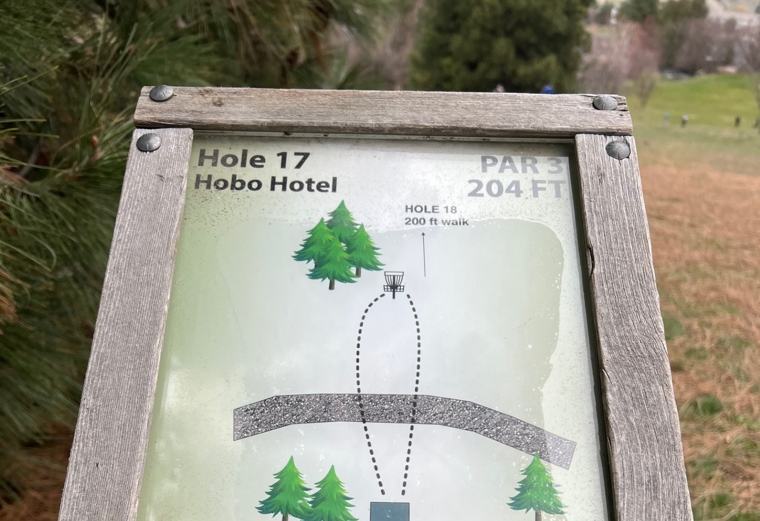 Hole 17
Hobo Hotel
PAR 3
204 FT
HOLE 18
200 ft walk